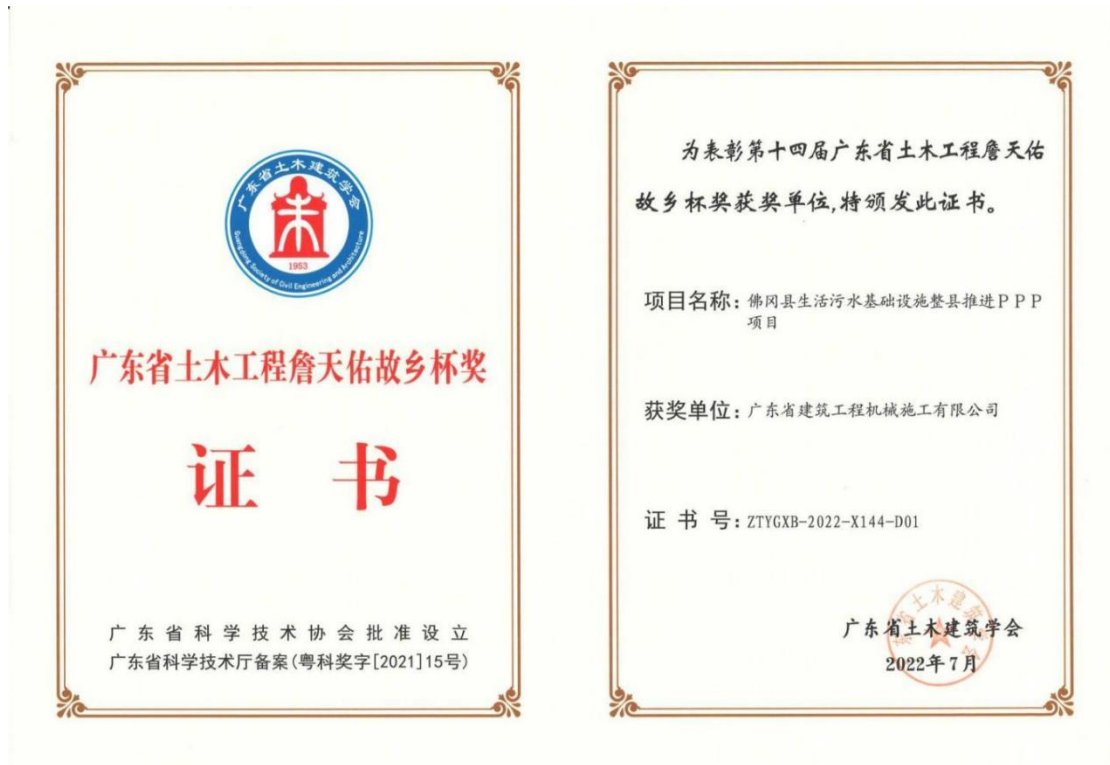 广东省土木建筑学会
1953
Guangdong Society of Civil Engineering and Architecture
广东省土木工程詹天佑故乡杯奖
证 书
广东省科学技术协会批准设立
广东省科学技术厅备案(粤科奖字[2021]15号)
为表彰第十四届广东省土木工程詹天佑
故乡杯奖获奖单位,特颁发此证书。
项目名称:佛冈县生活污水基础设施整县推进PPP
项目
获奖单位:广东省建筑工程机械施工有限公司
证 书 号:ZTYGXB-2022-X144-D01
广东省土木建筑学会
2022年7月